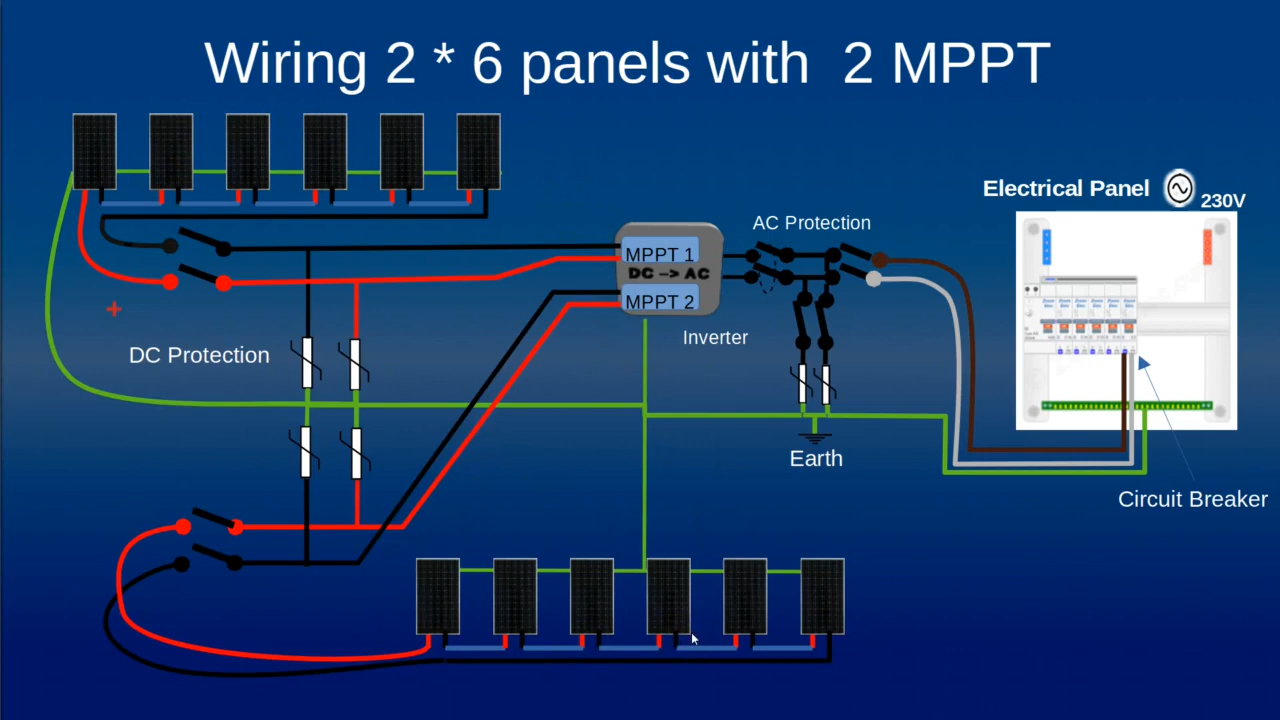 Wiring 2 * 6 panels with 2 MPPT
Electrical Panel
230V
AC Protection
MPPT 1
DC -> AC
MPPT 2
+
Inverter
DC Protection
Earth
Circuit Breaker